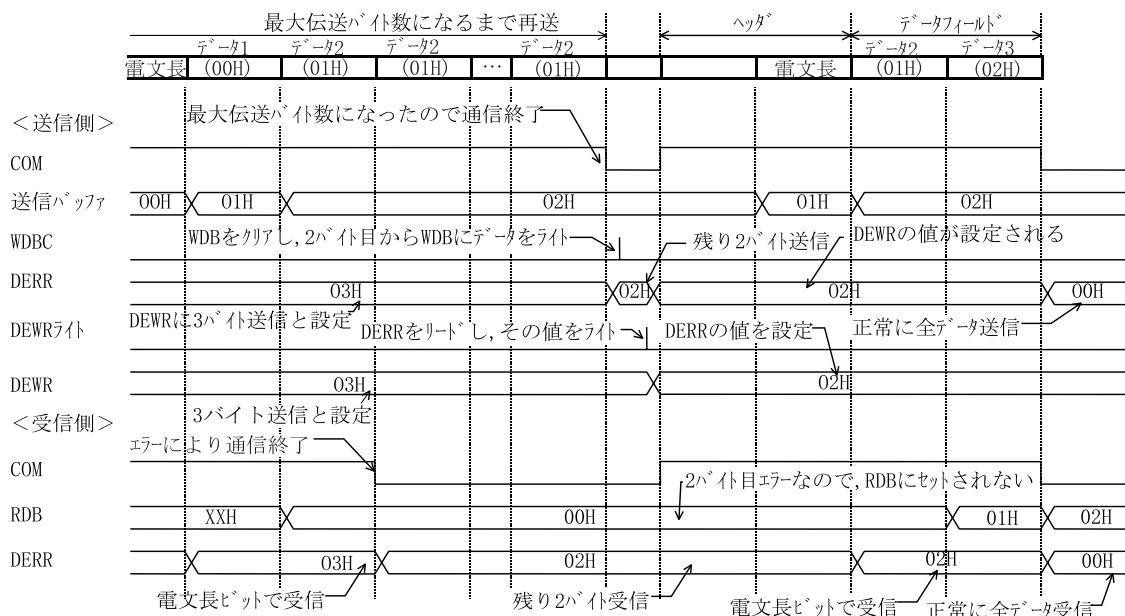 最大伝送ﾊﾞｲﾄ数になるまで再送 ﾍｯﾀﾞ ﾃﾞｰﾀﾌｨｰﾙﾄﾞ
ﾃﾞｰﾀ1 ﾃﾞｰﾀ2 ﾃﾞｰﾀ2 ﾃﾞｰﾀ2 ﾃﾞｰﾀ2 ﾃﾞｰﾀ3
電文長 (00H) (01H) (01H) … (01H) 電文長 (01H) (02H)
最大伝送ﾊﾞｲﾄ数になったので通信終了
＜送信側＞
COM
送信ﾊﾞｯﾌｧ 00H 01H 02H 01H 02H
WDBC WDBをｸﾘｱし,2ﾊﾞｲﾄ目からWDBにﾃﾞｰﾀをﾗｲﾄ 残り2ﾊﾞｲﾄ送信 DEWRの値が設定される
DERR 03H 02H 02H 00H
DEWRに3ﾊﾞｲﾄ送信と設定 正常に全ﾃﾞｰﾀ送信
DEWRﾗｲﾄ DERRをﾘｰﾄﾞし,その値をﾗｲﾄ DERRの値を設定
DEWR 03H 02H
3バイト送信と設定
＜受信側＞
ｴﾗｰにより通信終了
COM
2ﾊﾞｲﾄ目ｴﾗｰなので,RDBにｾｯﾄされない
RDB XXH 00H 01H 02H
DERR 03H 02H 02H 00H
電文長ﾋﾞｯﾄで受信 残り2ﾊﾞｲﾄ受信 電文長ﾋﾞｯﾄで受信 正常に全ﾃﾞｰﾀ受信